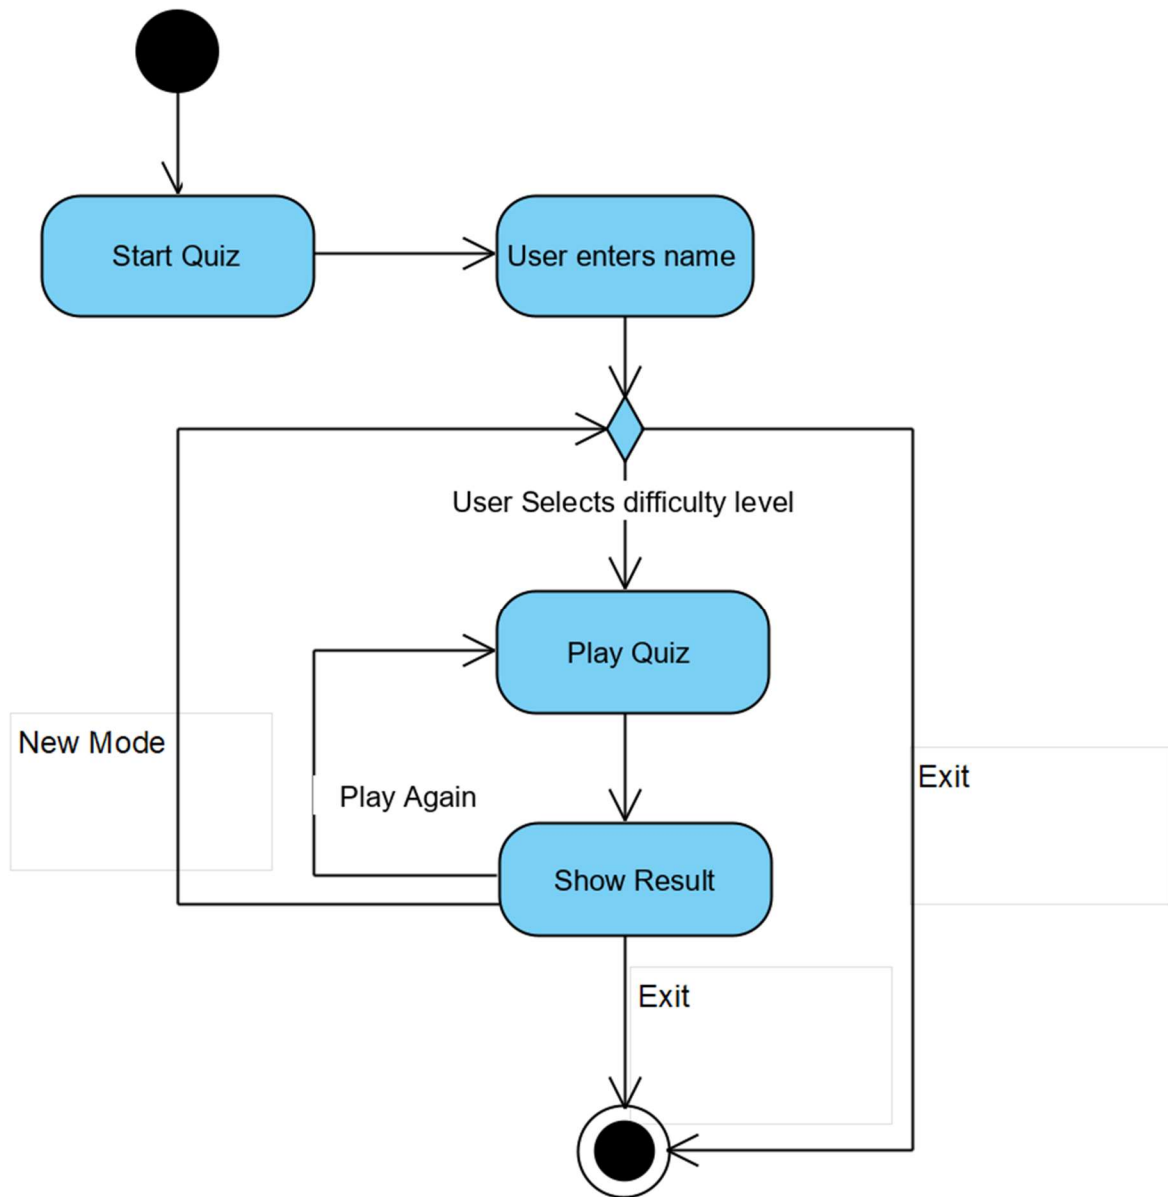 Start Quiz
User enters name
User Selects difficulty level
Play Quiz
New Mode
Exit
Play Again
Show Result
Exit